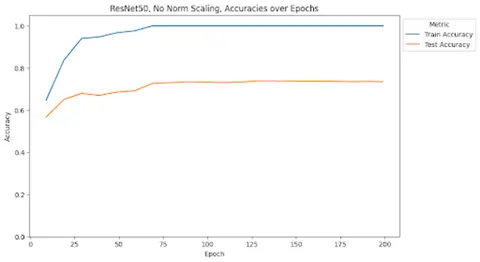 ResNet50, No Norm Scaling, Accuracies over Epochs
Metric
Train Accuracy
Test Accuracy
1.0
0.8
0.6
0.4
0.2
0.0
Accuracy
0
25
50
75
100
125
150
175
200
Epoch